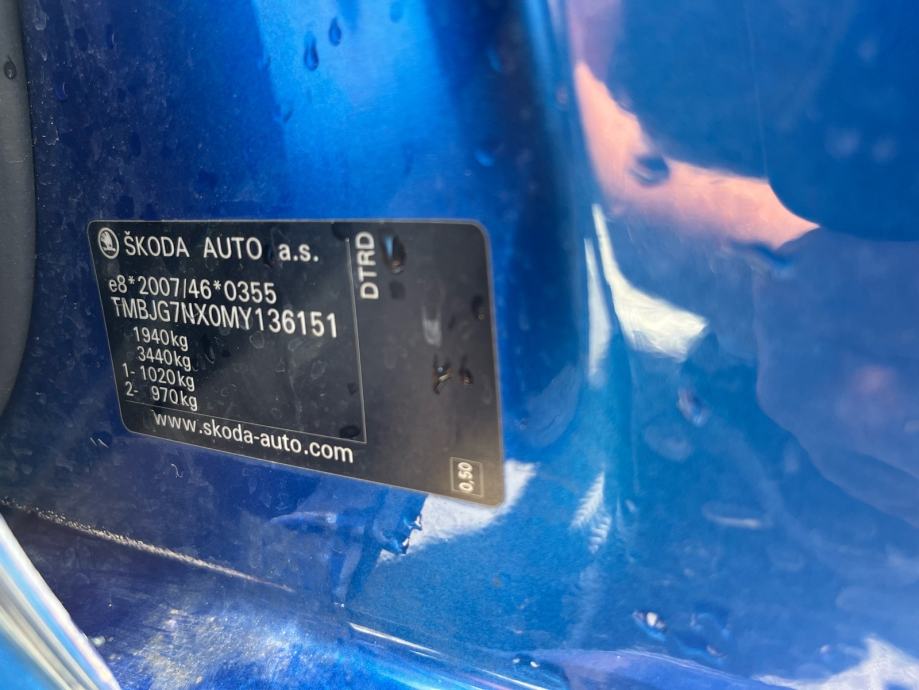 ŠKODA AUTO a.s.
e8*2007/46*0355
TMBJG7NX0MY136151
1940kg
3440kg
1- 1020kg
2- 970kg
www.skoda-auto.com
DTRD
0,50